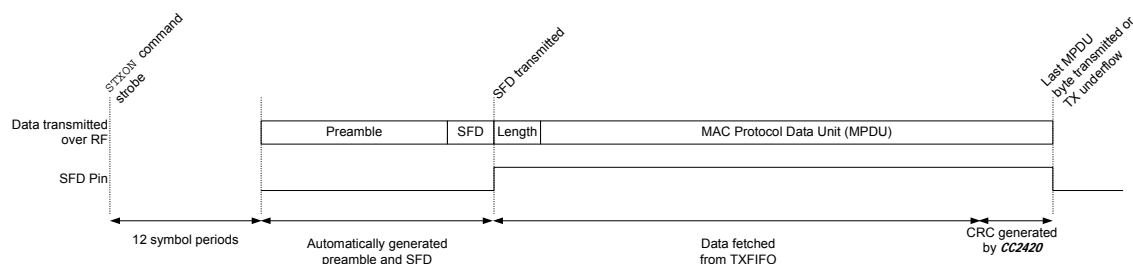 STXON command
strobe
SFD transmitted
Last MPDU
byte transmitted or
TX underflow
Data transmitted
over RF
Preamble
SFD
Length
MAC Protocol Data Unit (MPDU)
SFD Pin
12 symbol periods
Automatically generated
preamble and SFD
Data fetched
from TXFIFO
CRC generated
by CC2420